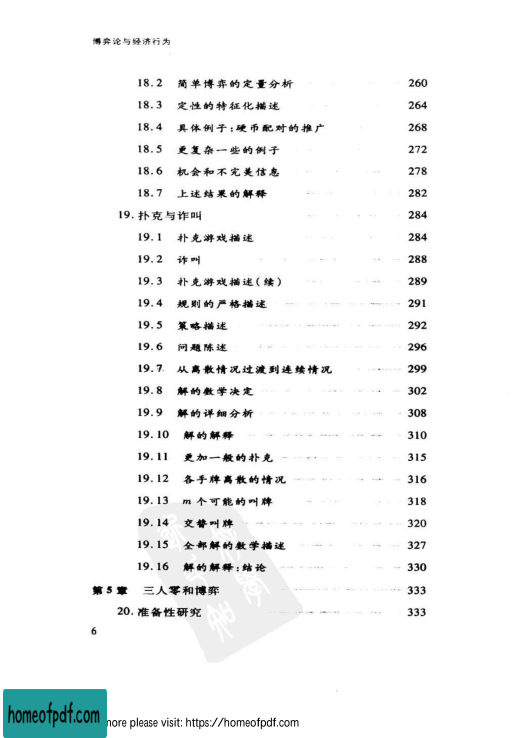 博弈论与经济行为
18.2 简单博弈的定量分析 260
18.3 定性的特征化描述 264
18.4 具体例子:硬币配对的推广 268
18.5 更复杂一些的例子 272
18.6 机会和不完美信息 278
18.7 上述结果的解释 282
19. 扑克与诈叫 284
19.1 扑克游戏描述 284
19.2 诈叫 288
19.3 扑克游戏描述(续) 289
19.4 规则的严格描述 291
19.5 策略描述 292
19.6 问题陈述 296
19.7 从离散情况过渡到连续情况 299
19.8 解的数学决定 302
19.9 解的详细分析 308
19.10 解的解释 310
19.11 更加一般的扑克 315
19.12 各手牌离散的情况 316
19.13 m个可能的叫牌 318
19.14 交替叫牌 320
19.15 全部解的数学描述 327
19.16 解的解释:结论 330
第5章 三人零和博弈 333
20. 准备性研究 333
6
homeofpdf.com more please visit: https://homeofpdf.com